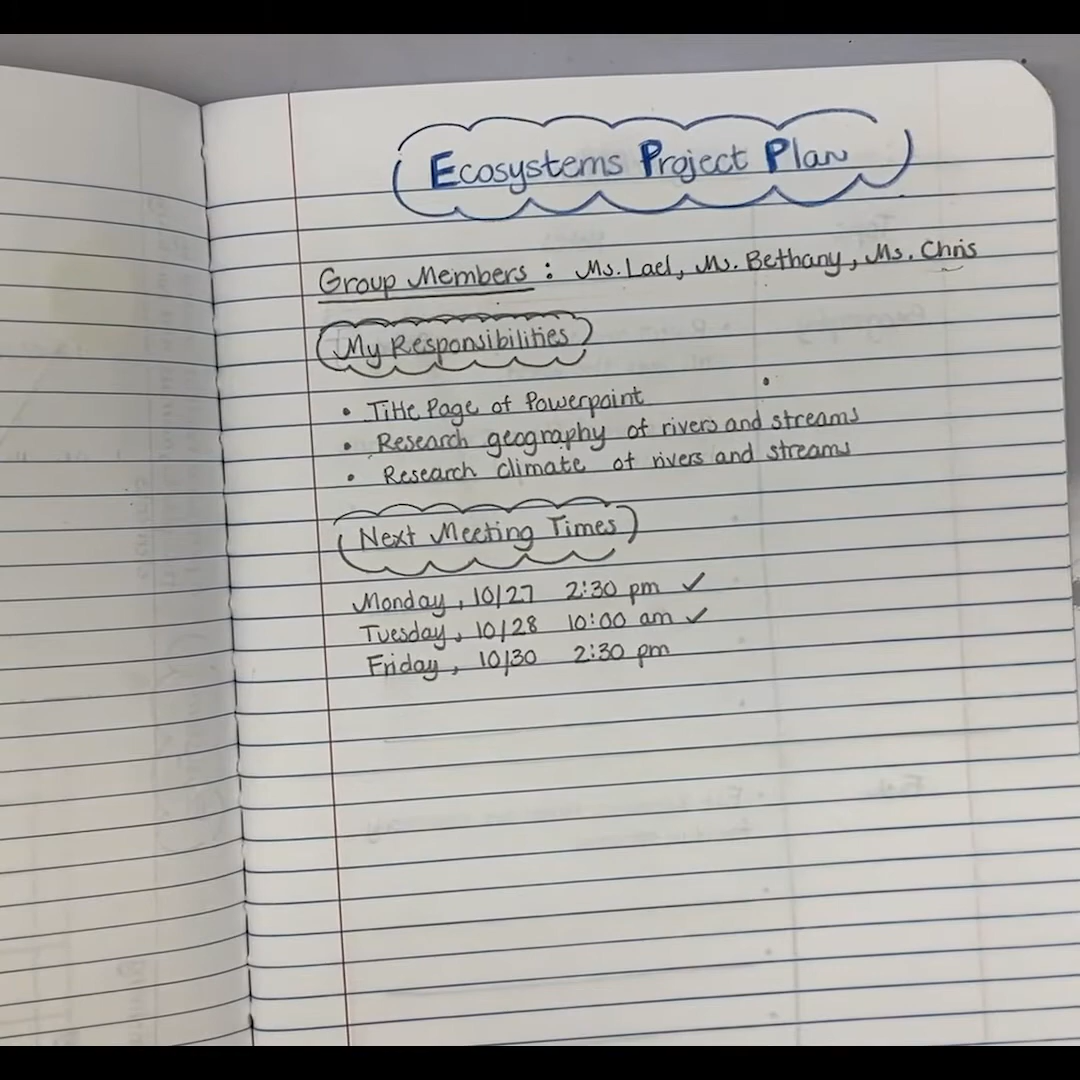 Ecosystems Project Plan
Group Members : Ms. Lael, Ms. Bethany, Ms. Chris
My Responsibilities
• Title Page of Powerpoint
• Research geography of rivers and streams
• Research climate of rivers and streams
Next Meeting Times
Monday, 10/27 2:30 pm ✓
Tuesday, 10/28 10:00 am ✓
Friday, 10/30 2:30 pm